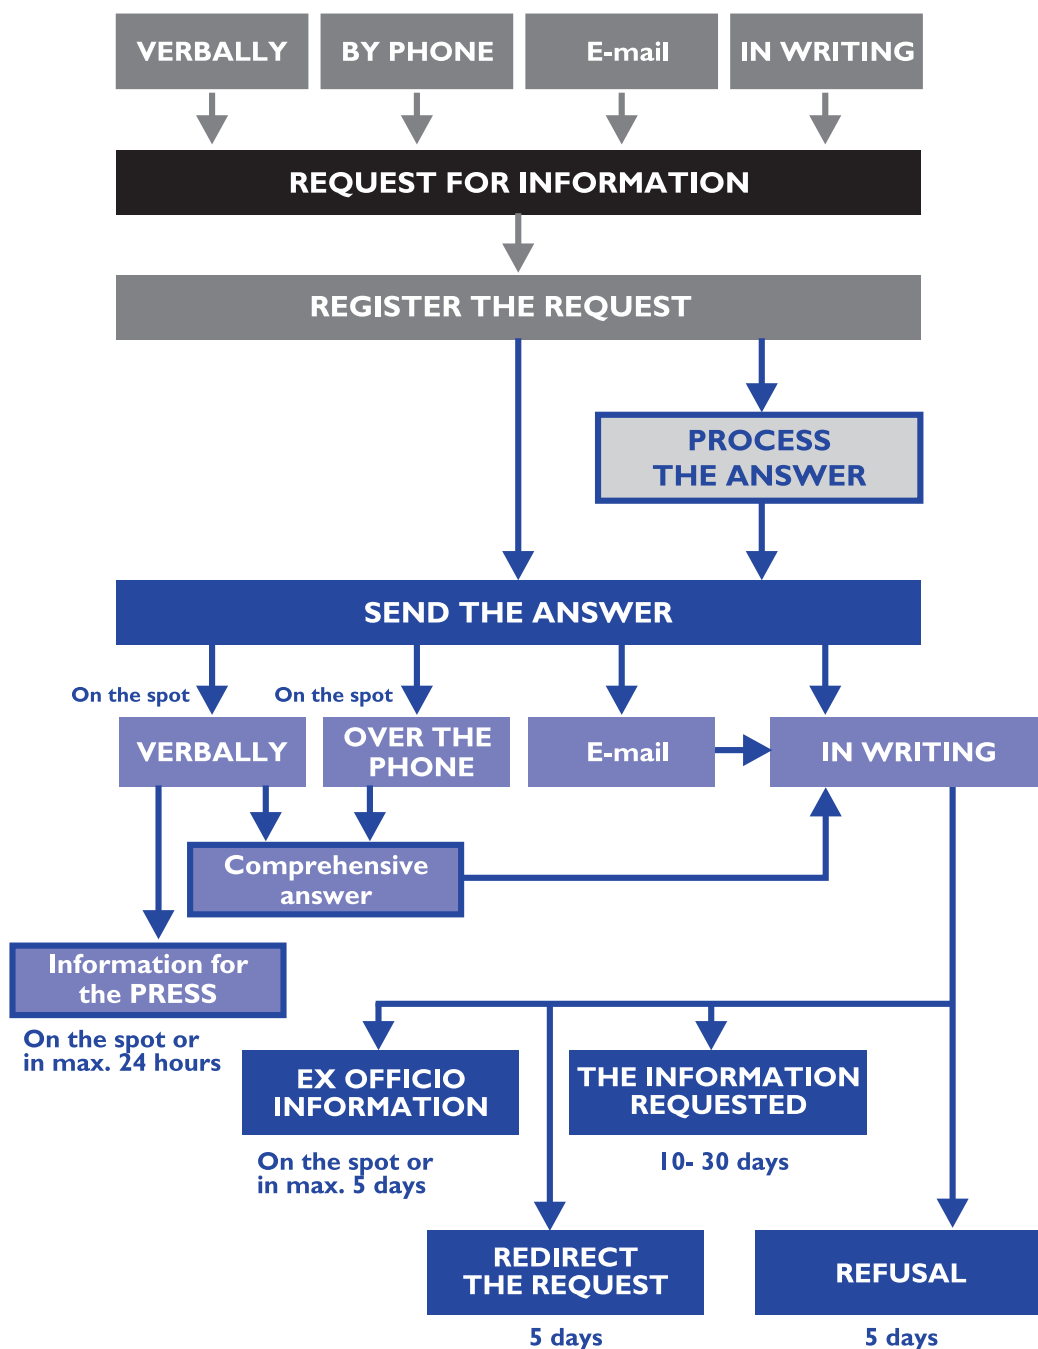 VERBALLY
BY PHONE
E-mail
IN WRITING
REQUEST FOR INFORMATION
REGISTER THE REQUEST
PROCESS
THE ANSWER
SEND THE ANSWER
On the spot
On the spot
VERBALLY
OVER THE
PHONE
E-mail
IN WRITING
Comprehensive
answer
Information for
the PRESS
On the spot or
in max. 24 hours
EX OFFICIO
INFORMATION
On the spot or
in max. 5 days
THE INFORMATION
REQUESTED
10- 30 days
REDIRECT
THE REQUEST
5 days
REFUSAL
5 days